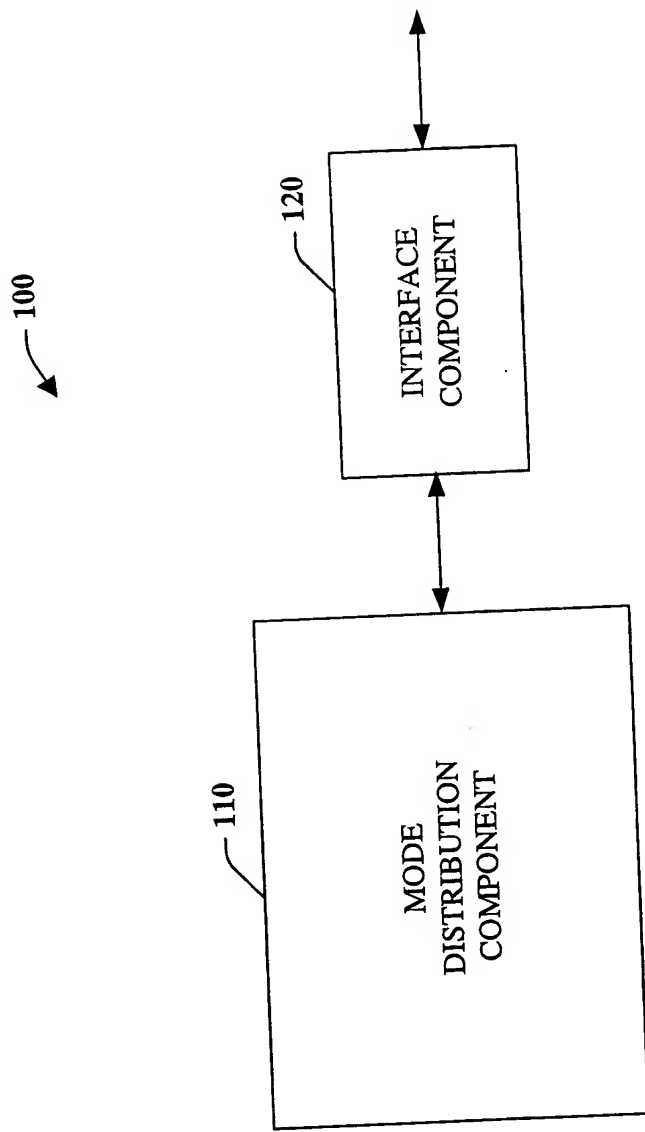 100
110
MODE
DISTRIBUTION
COMPONENT
120
INTERFACE
COMPONENT